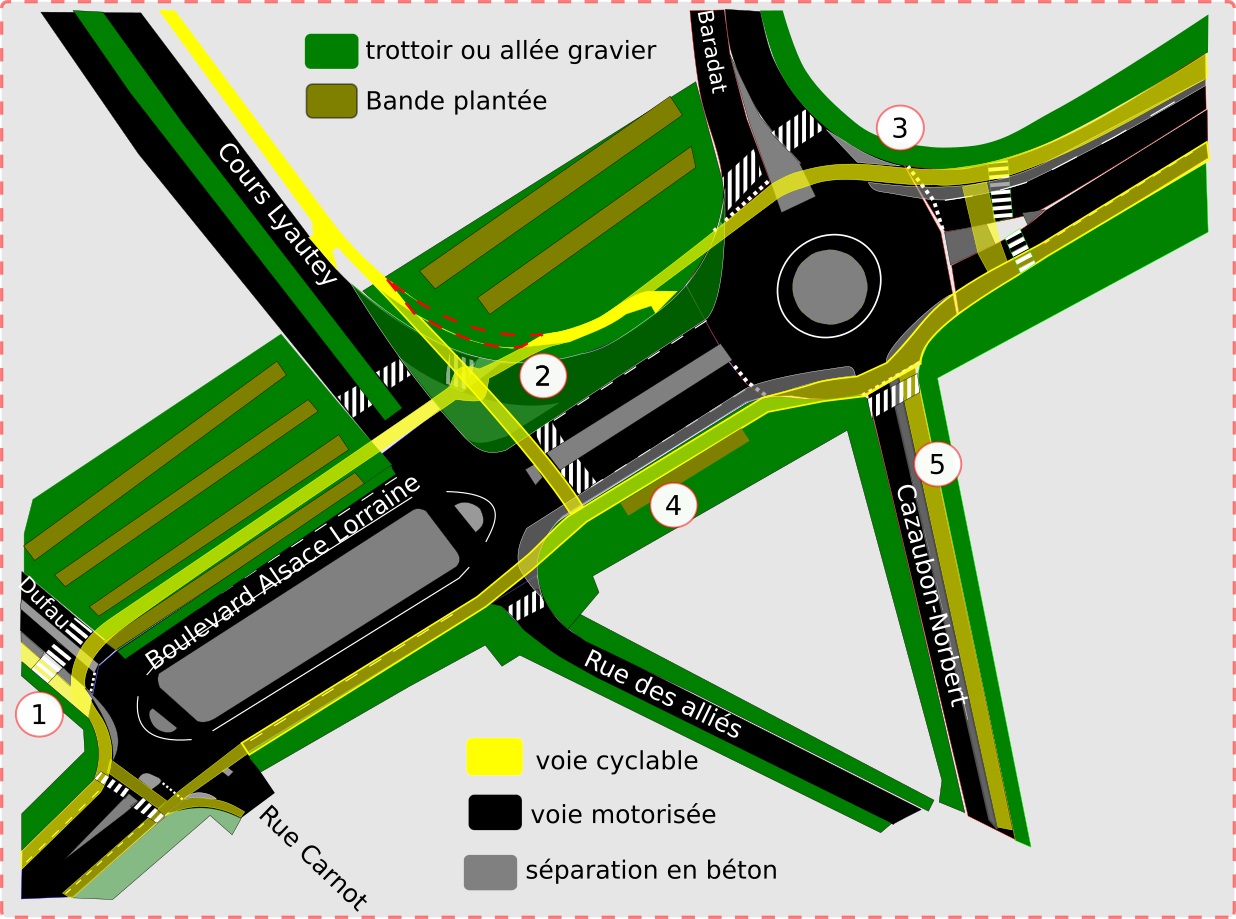 trottoir ou allée gravier
Bande plantée
Baradat
3
Cours Lyautey
2
5
4
Boulevard Alsace Lorraine
Cazaubon-Norbert
Dufau
1
Rue des alliés
voie cyclable
voie motorisée
Rue Carnot
séparation en béton